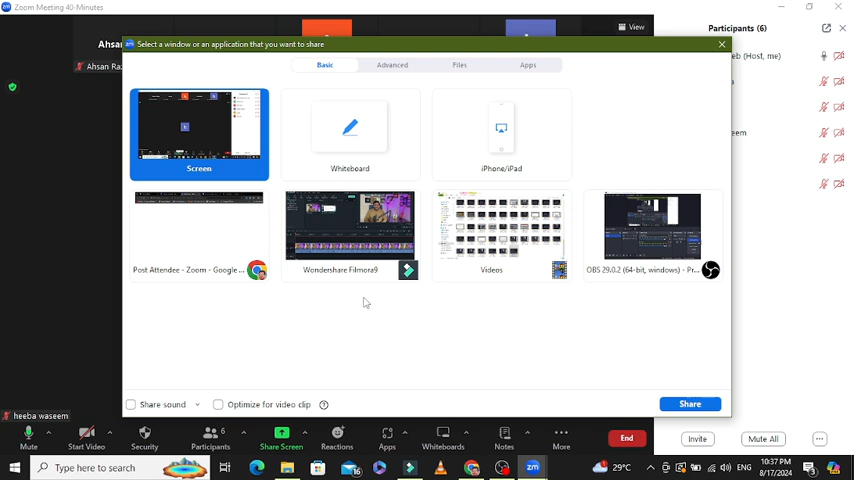 Zoom Meeting 40-Minutes
View
Participants (6)
Select a window or an application that you want to share
eb (Host, me)
Ahsan Raz
Basic
Advanced
Files
Apps
eem
Screen
Whiteboard
iPhone/iPad
Post Attendee - Zoom - Google ...
Wondershare Filmora9
Videos
OBS 29.0.2 (64-bit, windows) - Pr...
Share sound
Optimize for video clip
Share
heeba waseem
6
Mute
Start Video
Security
Participants
Share Screen
Reactions
Apps
Whiteboards
Notes
More
End
Invite
Mute All
Type here to search
16
zm
29°C
ENG
10:37 PM
8/17/2024
3